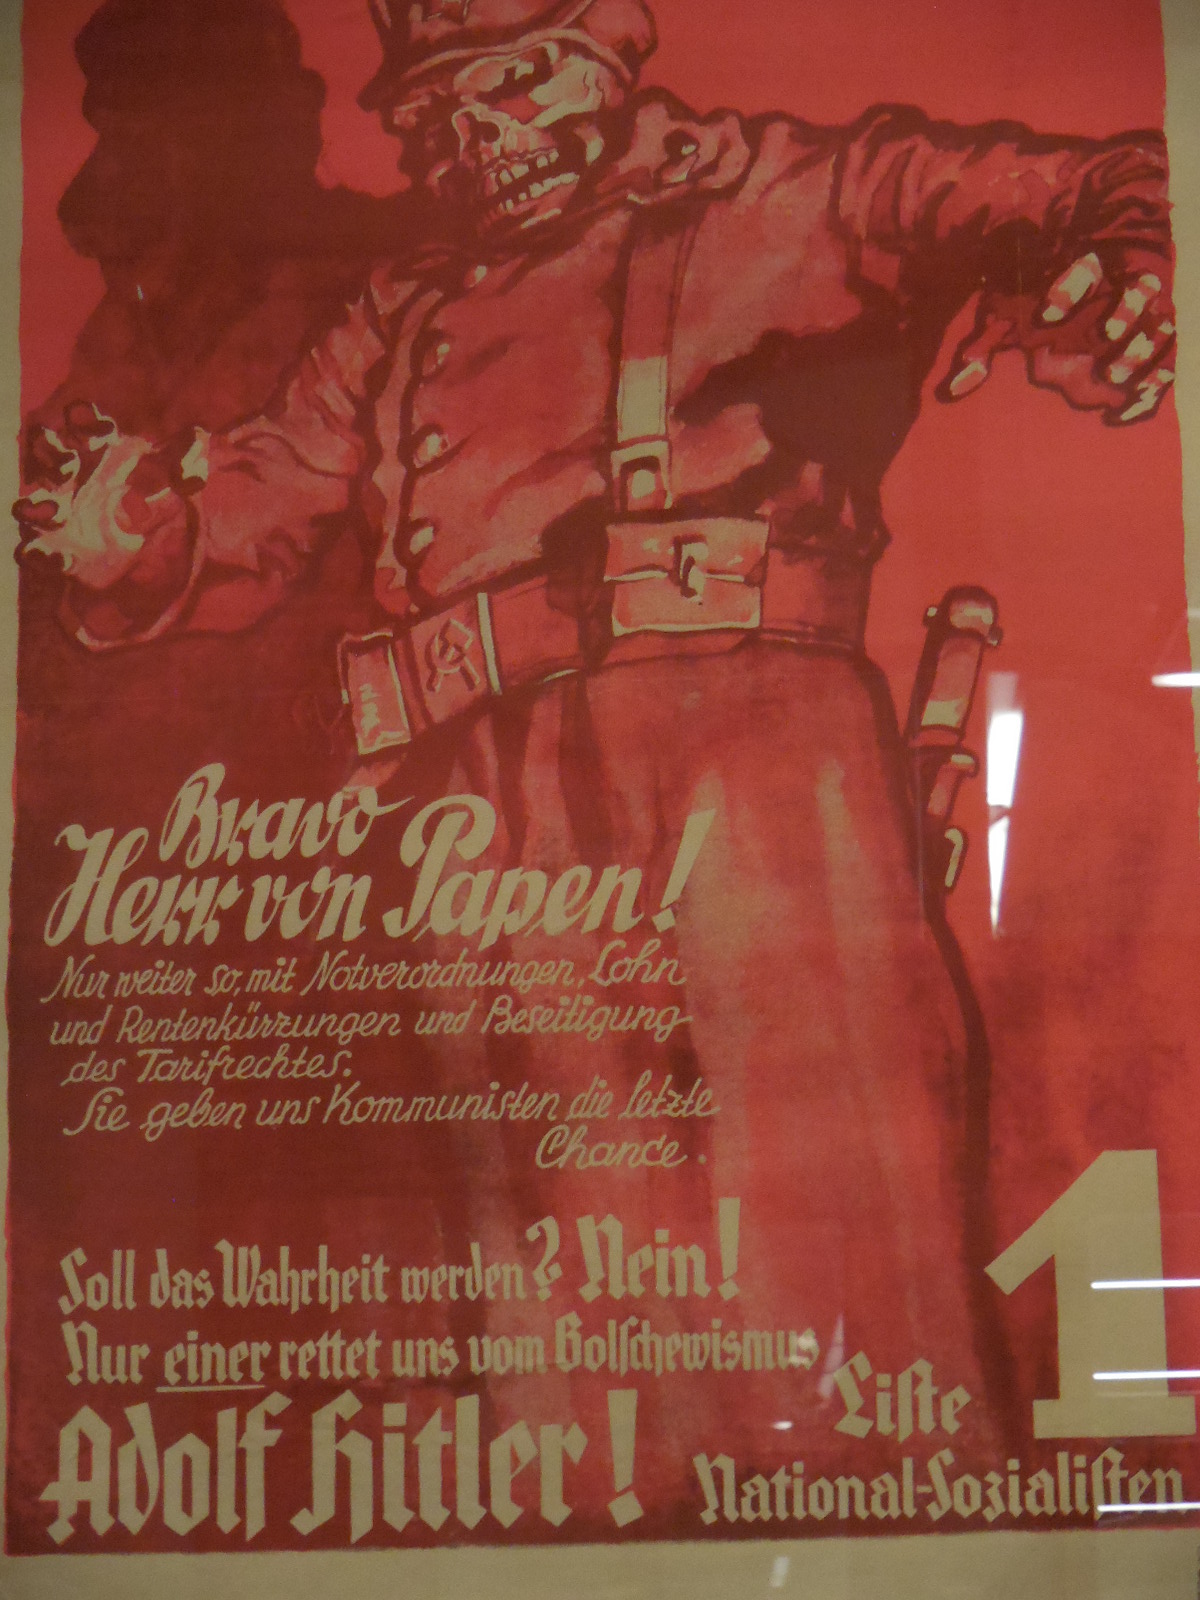 Bravo
Herr von Papen!
Nur weiter so, mit Notverordnungen, Lohn
und Rentenkürzungen und Beseitigung
des Tarifrechtes.
Sie geben uns Kommunisten die letzte
Chance.
Soll das Wahrheit werden? Nein!
Nur einer rettet uns vom Bolschewismus
Adolf Hitler!
Liste 1
National-Sozialisten